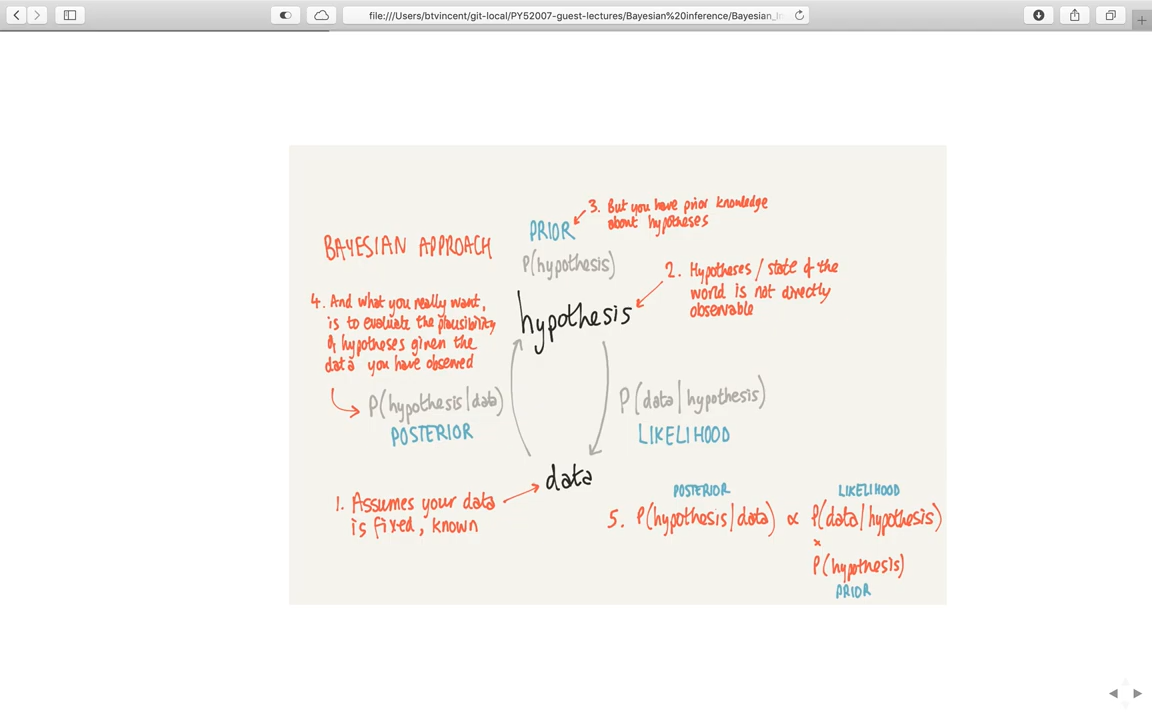 file:///Users/btvincent/git-local/PY52007-guest-lectures/Bayesian%20inference/Bayesian_I
3. But you have prior knowledge
about hypotheses
PRIOR
P(hypothesis)
BAYESIAN APPROACH
2. Hypotheses / state of the
world is not directly
observable
hypothesis
4. And what you really want,
is to evaluate the plausibility
of hypotheses given the
data you have observed
P(hypothesis|data)
POSTERIOR
P(data|hypothesis)
LIKELIHOOD
data
1. Assumes your data
is fixed, known
POSTERIOR LIKELIHOOD
5. P(hypothesis|data) ∝ P(data|hypothesis)
×
P(hypothesis)
PRIOR